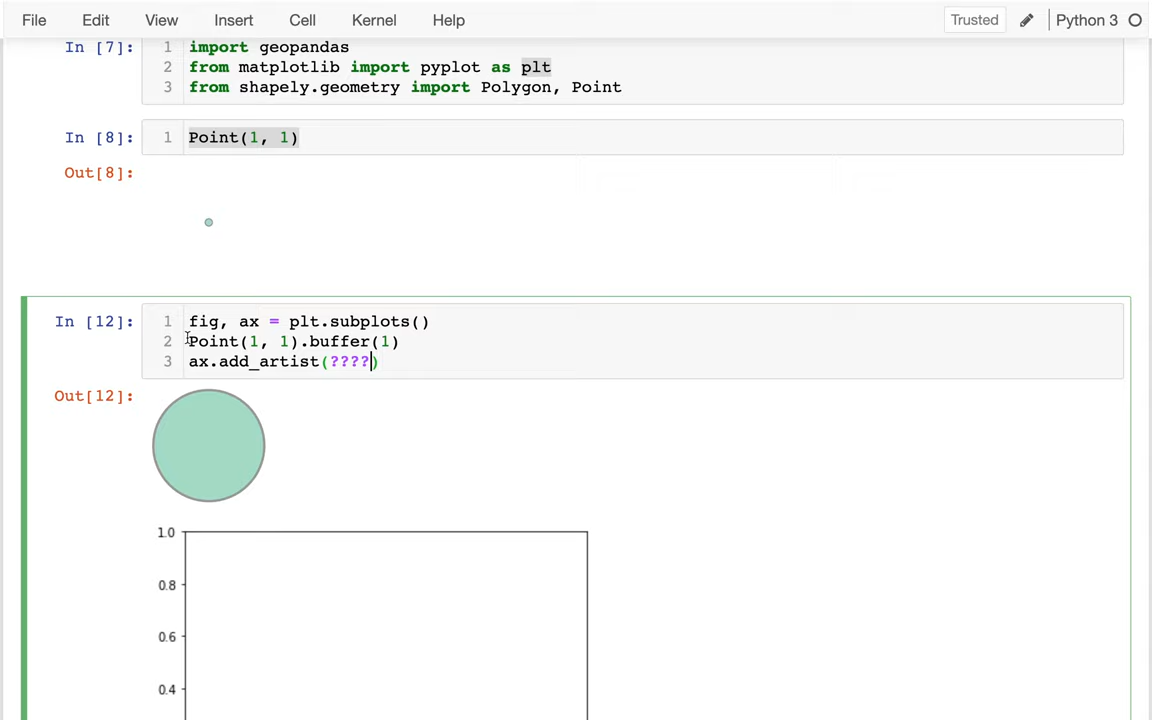 File Edit View Insert Cell Kernel Help Trusted Python 3
In [7]: 1 import geopandas
2 from matplotlib import pyplot as plt
3 from shapely.geometry import Polygon, Point
In [8]: 1 Point(1, 1)
Out[8]:
In [12]: 1 fig, ax = plt.subplots()
2 Point(1, 1).buffer(1)
3 ax.add_artist(????)
Out[12]:
1.0
0.8
0.6
0.4